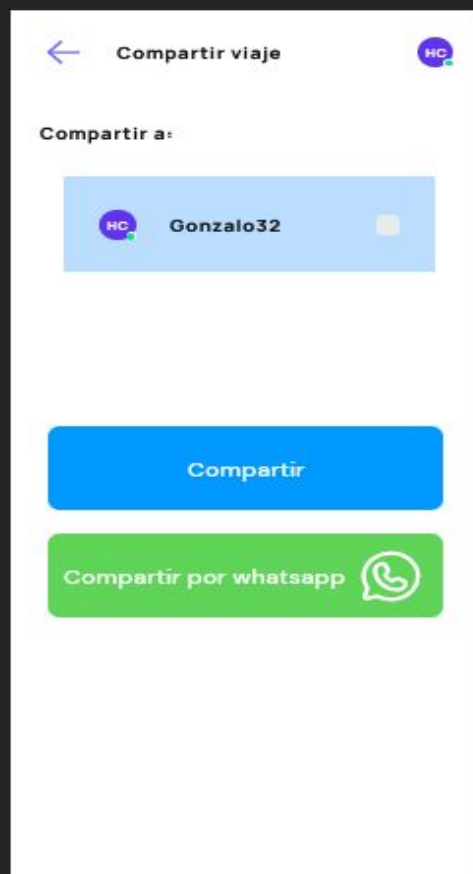 Compartir viaje
HC
Compartir a:
HC
Gonzalo32
Compartir
Compartir por whatsapp